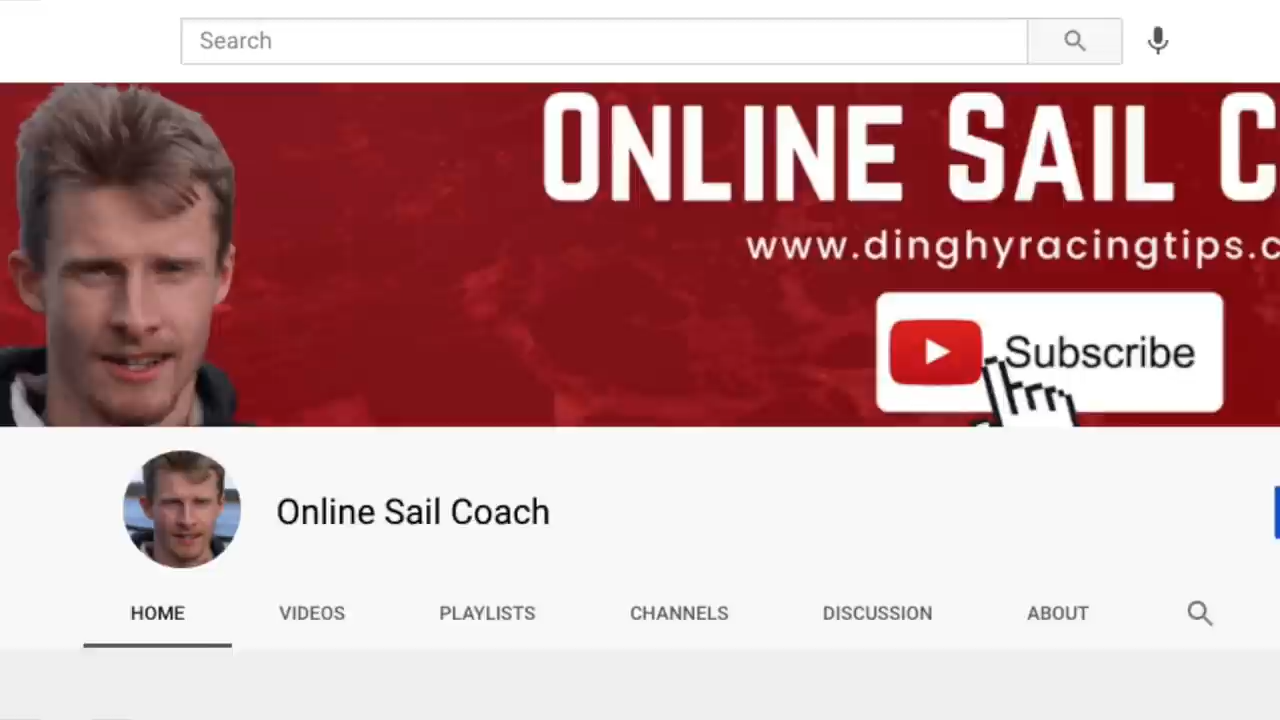 Search
ONLINE SAIL C
www.dinghyracingtips.c
Subscribe
Online Sail Coach
HOME VIDEOS PLAYLISTS CHANNELS DISCUSSION ABOUT